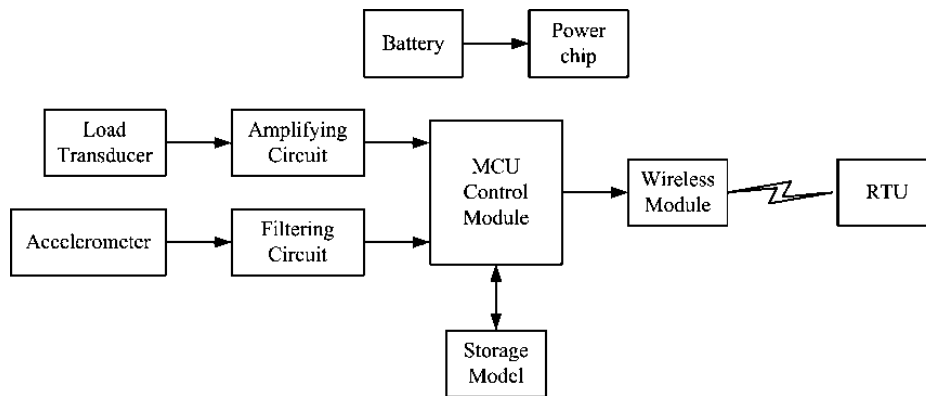 Battery
Power
chip
Load
Transducer
Amplifying
Circuit
MCU
Control
Module
Wireless
Module
RTU
Accelerometer
Filtering
Circuit
Storage
Model